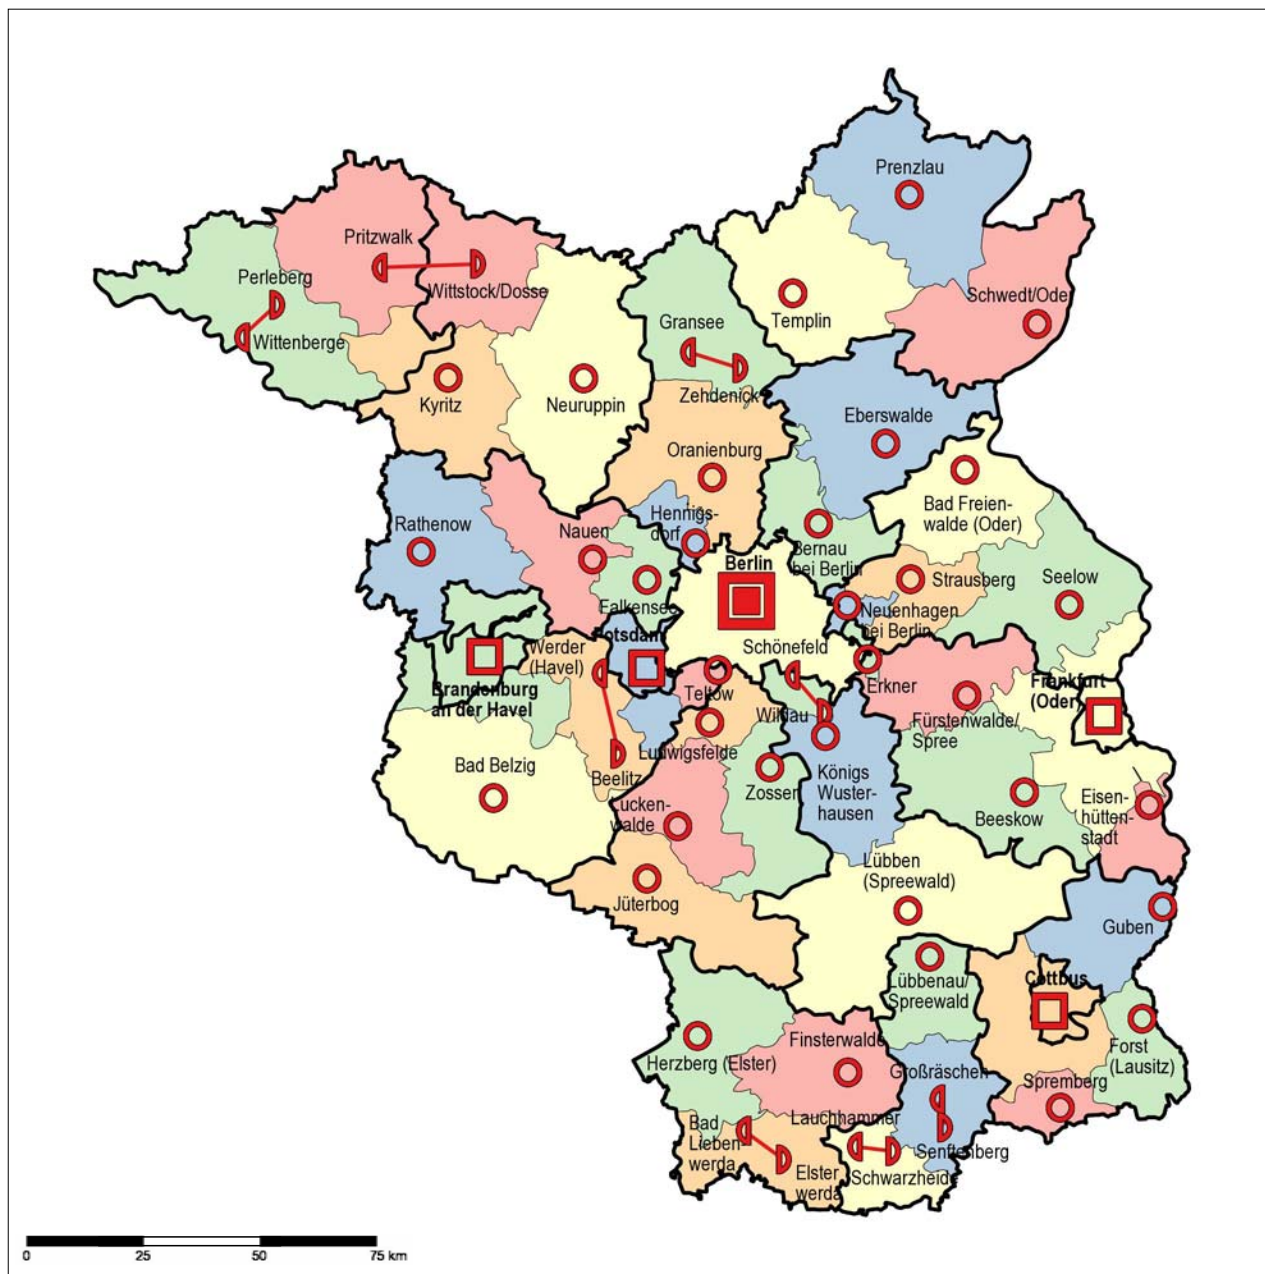 Prenzlau
Pritzwalk
Perleberg
Wittstock/Dosse
Schwedt/Oder
Templin
Gransee
Wittenberge
Zehdenick
Kyritz
Neuruppin
Eberswalde
Oranienburg
Bad Freien-
walde (Oder)
Hennigs-
dorf
Rathenow
Nauen
Bernau
bei Berlin
Berlin
Strausberg
Seelow
Falkensee
Neuenhagen
bei Berlin
Potsdam
Werder
(Havel)
Schönefeld
Erkner
Frankfurt
(Oder)
Brandenburg
an der Havel
Teltow
Wildau
Fürstenwalde/
Spree
Ludwigsfelde
Bad Belzig
Beelitz
Zossen
Königs
Wuster-
hausen
Beeskow
Eisen-
hütten-
stadt
Lucken-
walde
Lübben
(Spreewald)
Jüterbog
Guben
Lübbenau/
Spreewald
Cottbus
Finsterwalde
Herzberg (Elster)
Forst
(Lausitz)
Großräschen
Spremberg
Lauchhammer
Bad
Lieben-
werda
Senftenberg
Elster
werda
Schwarzheide
0 25 50 75 km